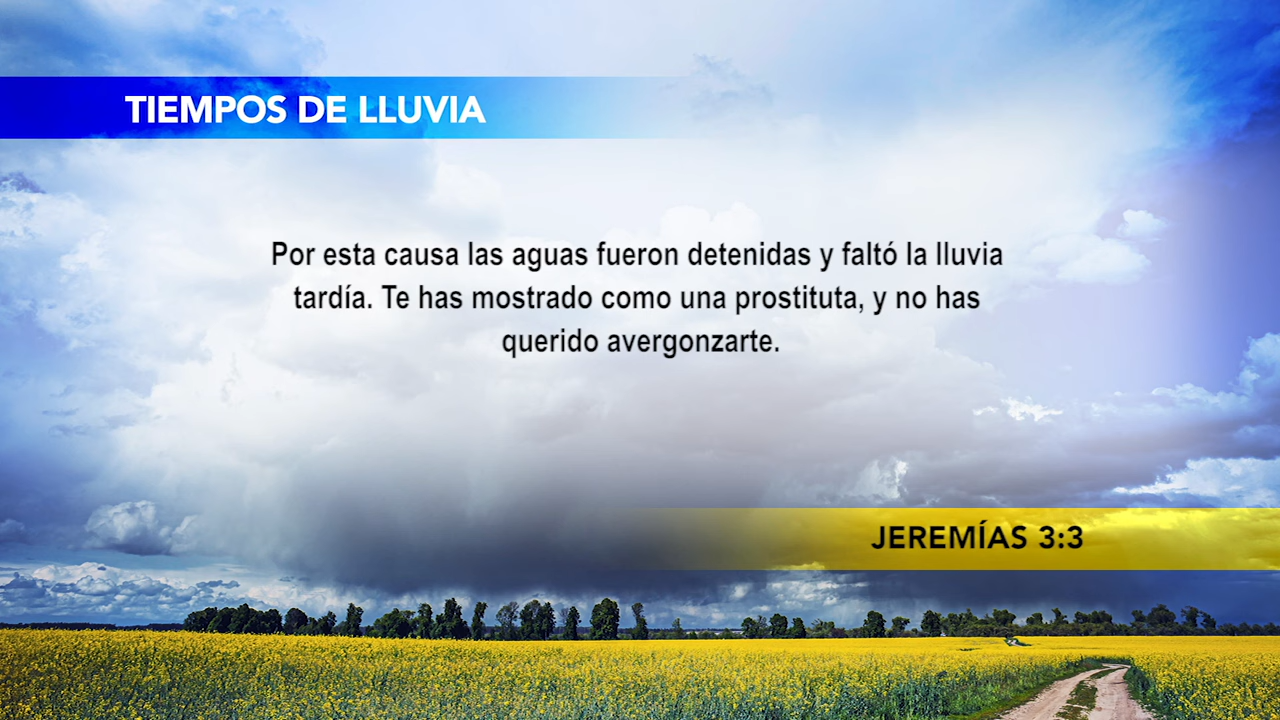 TIEMPOS DE LLUVIA
Por esta causa las aguas fueron detenidas y faltó la lluvia
tardía. Te has mostrado como una prostituta, y no has
querido avergonzarte.
JEREMÍAS 3:3